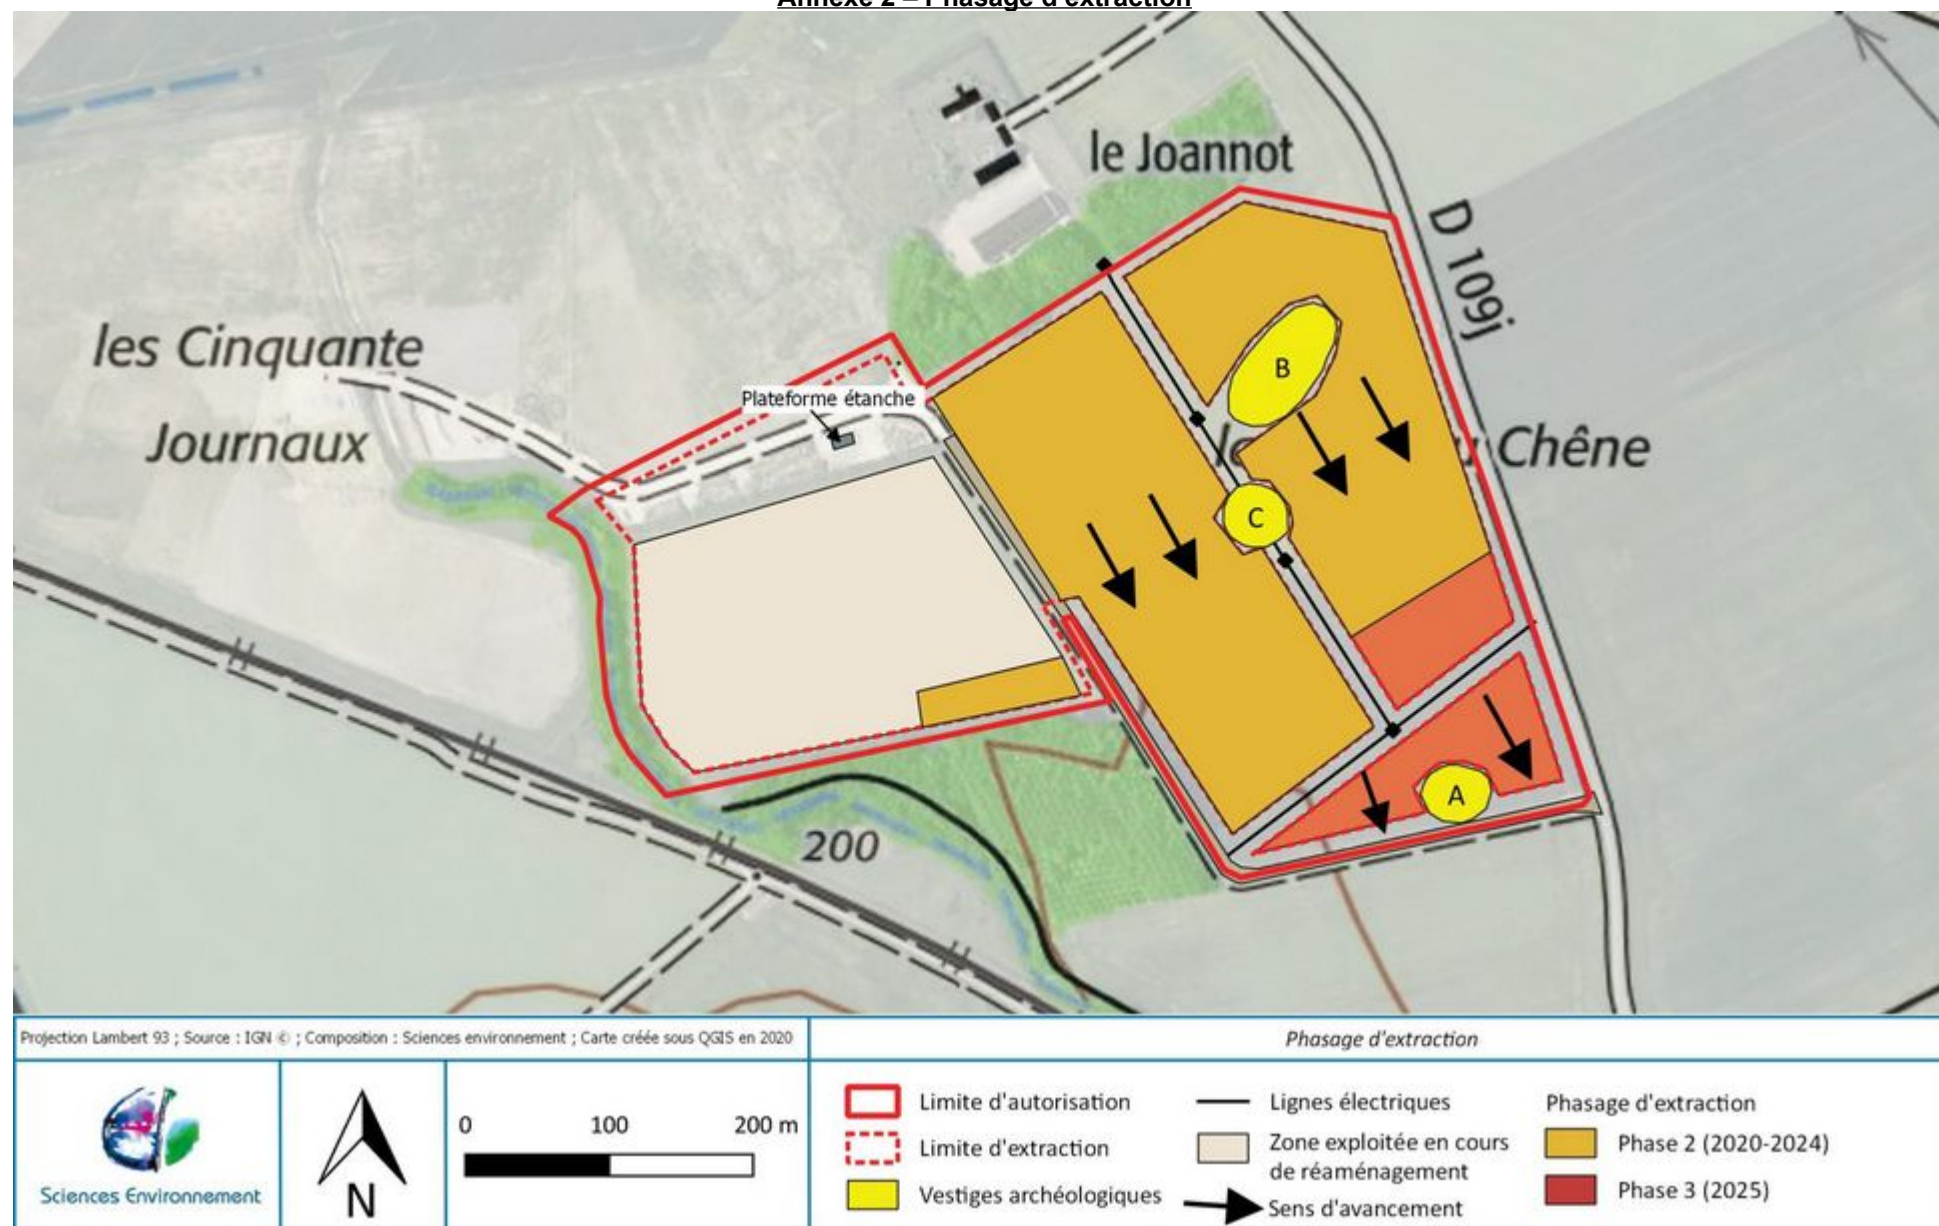 Annexe 2 – Phasage d'extraction
le Joannot
D 109j
les Cinquante
Journaux
Plateforme étanche
B
Chêne
C
A
200
Projection Lambert 93 ; Source : IGN © ; Composition : Sciences environnement ; Carte créée sous QGIS en 2020
Phasage d'extraction
Sciences Environnement
N
0 100 200 m
Limite d'autorisation
Limite d'extraction
Vestiges archéologiques
Lignes électriques
Zone exploitée en cours
de réaménagement
Sens d'avancement
Phasage d'extraction
Phase 2 (2020-2024)
Phase 3 (2025)